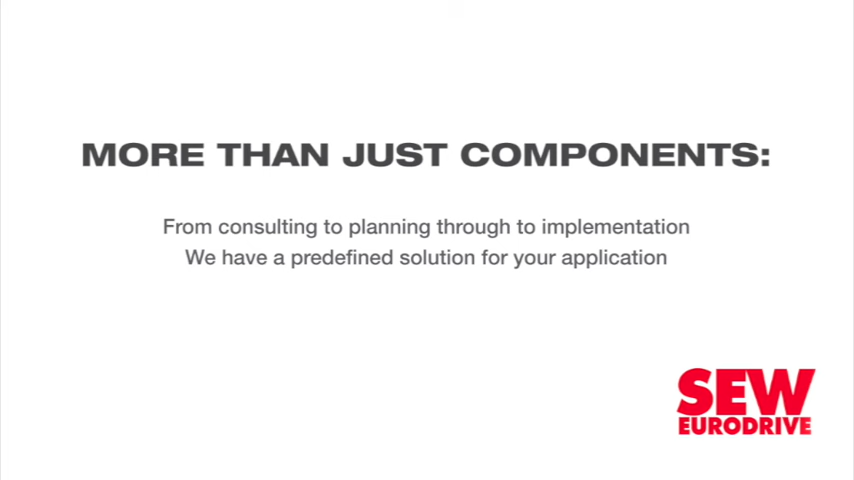 MORE THAN JUST COMPONENTS:
From consulting to planning through to implementation
We have a predefined solution for your application
SEW
EURODRIVE